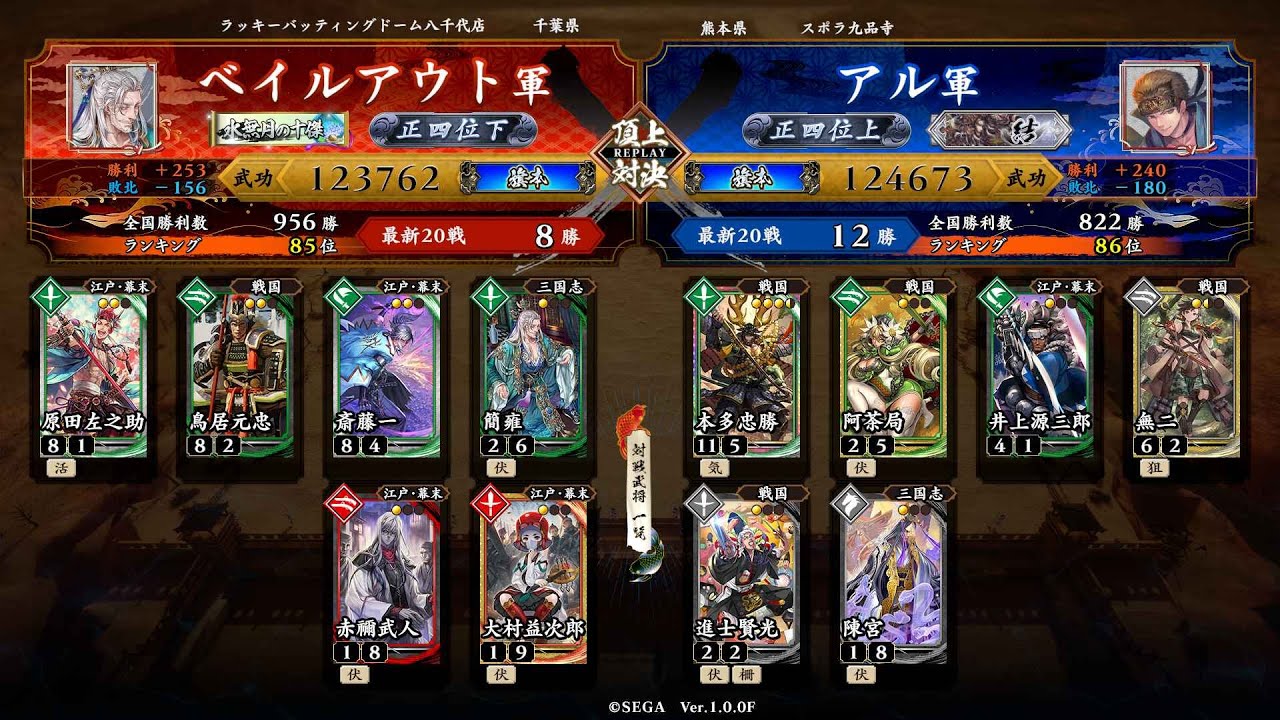 ラッキーバッティングドーム八千代店 千葉県
熊本県 スポラ九品寺
ベイルアウト軍
水無月の十傑 正四位下
勝利 +253
敗北 -156
武功 123762 旗本
全国勝利数 956勝
ランキング 85位
最新20戦 8勝
頂上
REPLAY
対決
アル軍
正四位上 結
旗本 124673 武功
勝利 +240
敗北 -180
最新20戦 12勝
全国勝利数 822勝
ランキング 86位
江戸・幕末
原田左之助
8 1
活
戦国
鳥居元忠
8 2
江戸・幕末
斎藤一
8 4
三国志
簡雍
2 6
伏
江戸・幕末
赤禰武人
1 8
伏
江戸・幕末
大村益次郎
1 9
伏
対戦武将一覧
戦国
本多忠勝
11 5
気
戦国
阿茶局
2 5
伏
江戸・幕末
井上源三郎
4 1
戦国
無二
6 2
狙
戦国
進士賢光
2 2
伏 柵
三国志
陳宮
1 8
伏
©SEGA Ver.1.0.0F